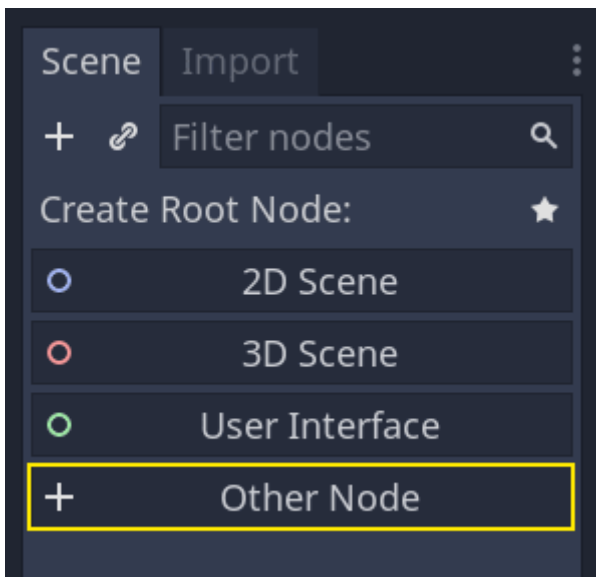 Scene Import
Filter nodes
Create Root Node:
2D Scene
3D Scene
User Interface
Other Node